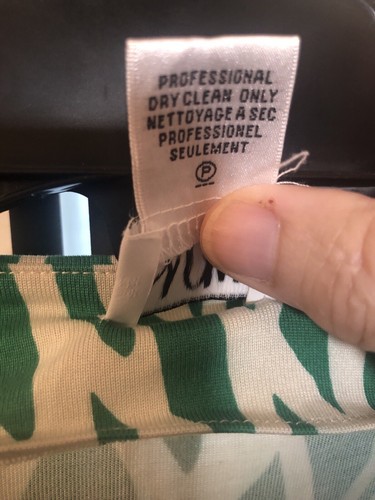 PROFESSIONAL
DRY CLEAN ONLY
NETTOYAGE A SEC
PROFESSIONEL
SEULEMENT
P